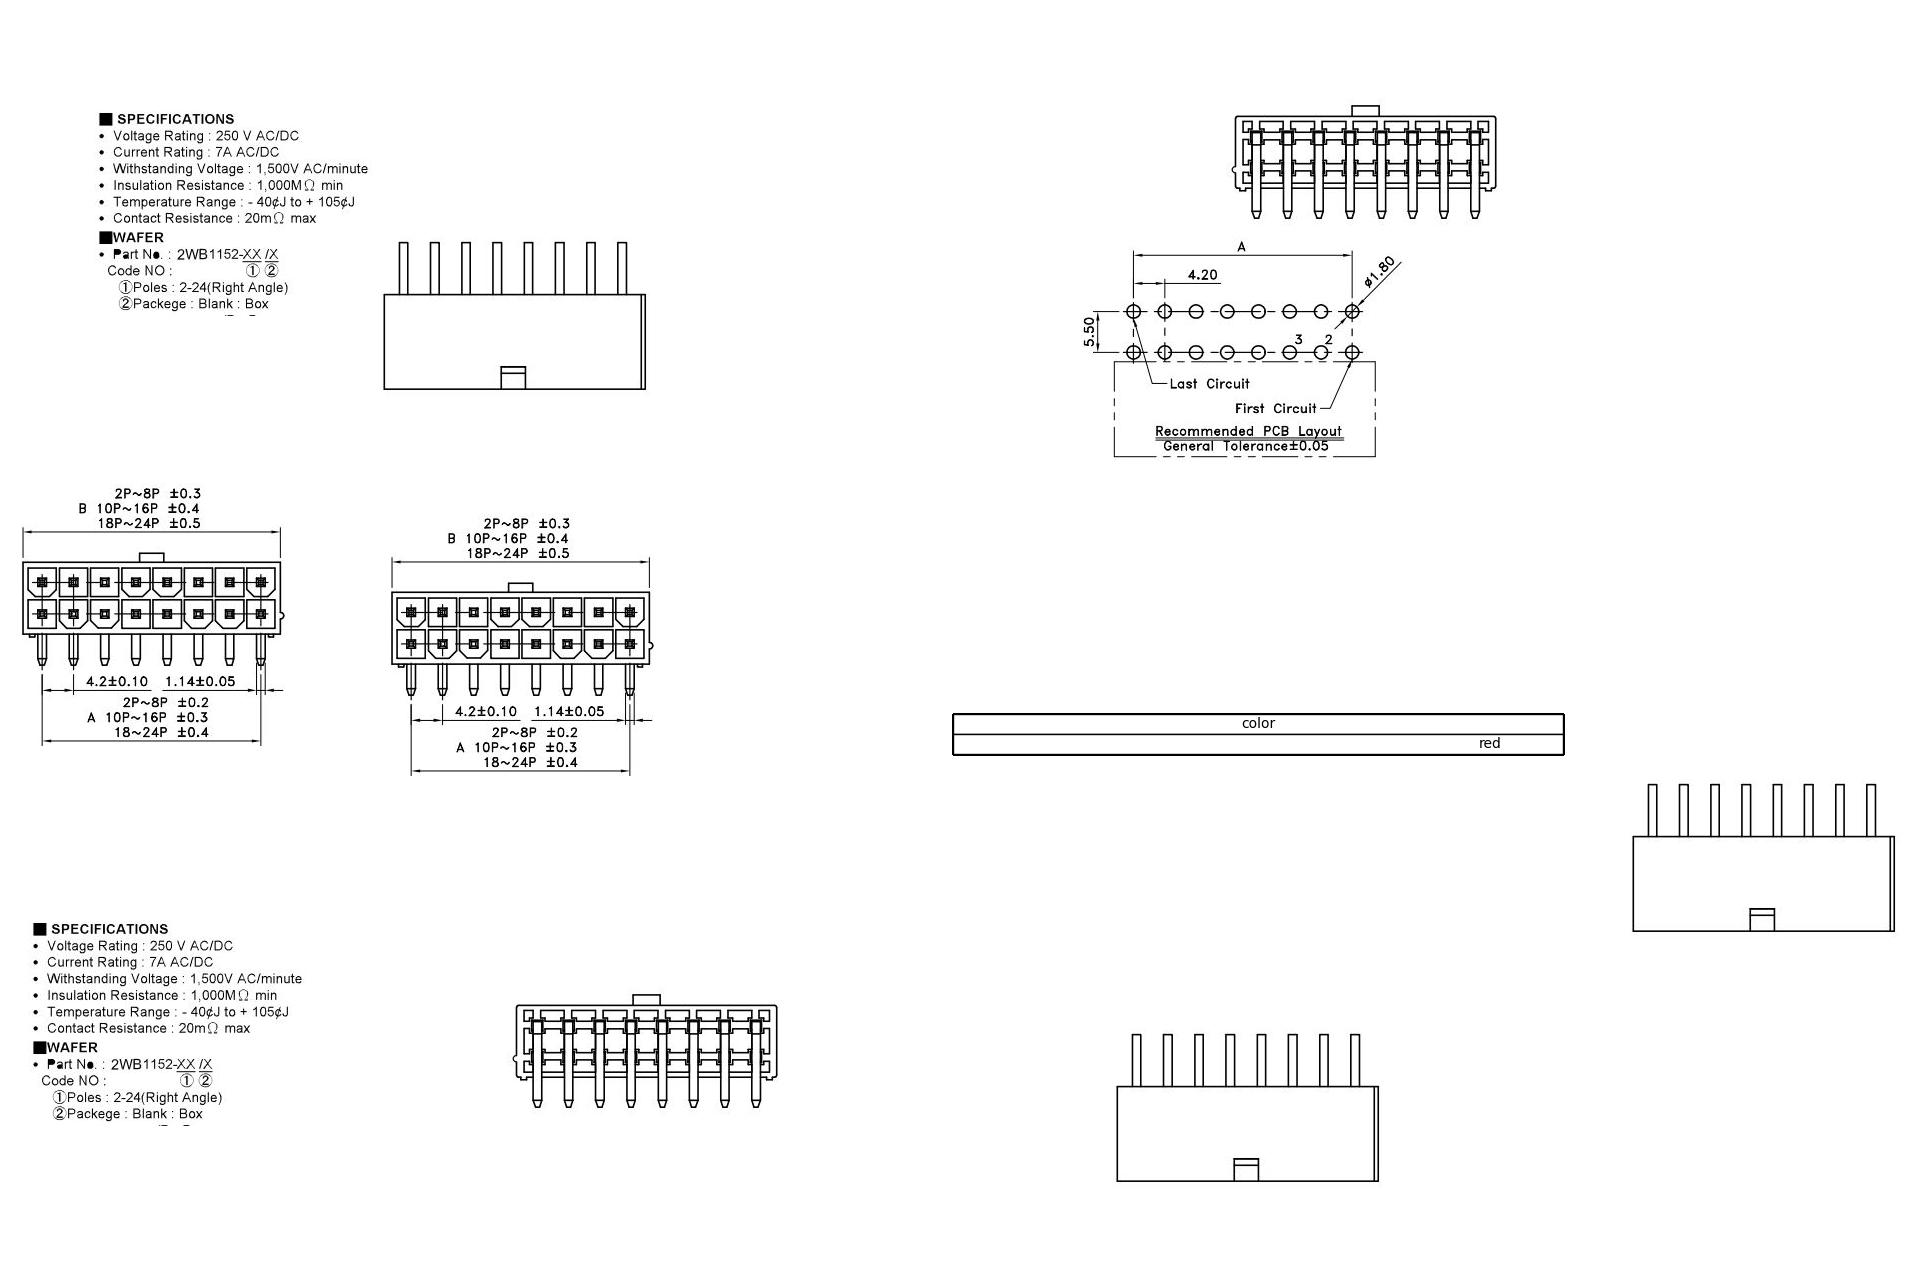 ■ SPECIFICATIONS
• Voltage Rating : 250 V AC/DC
• Current Rating : 7A AC/DC
• Withstanding Voltage : 1,500V AC/minute
• Insulation Resistance : 1,000MΩ min
• Temperature Range : - 40¢J to + 105¢J
• Contact Resistance : 20mΩ max
■WAFER
• Part No. : 2WB1152-XX /X
Code NO : ① ②
①Poles : 2-24(Right Angle)
②Packege : Blank : Box
A
4.20
ø1.80
5.50
3 2
Last Circuit
First Circuit
Recommended PCB Layout
General Tolerance±0.05
2P~8P ±0.3
B 10P~16P ±0.4
18P~24P ±0.5
4.2±0.10 1.14±0.05
2P~8P ±0.2
A 10P~16P ±0.3
18~24P ±0.4
2P~8P ±0.3
B 10P~16P ±0.4
18P~24P ±0.5
4.2±0.10 1.14±0.05
2P~8P ±0.2
A 10P~16P ±0.3
18~24P ±0.4
color
red
■ SPECIFICATIONS
• Voltage Rating : 250 V AC/DC
• Current Rating : 7A AC/DC
• Withstanding Voltage : 1,500V AC/minute
• Insulation Resistance : 1,000MΩ min
• Temperature Range : - 40¢J to + 105¢J
• Contact Resistance : 20mΩ max
■WAFER
• Part No. : 2WB1152-XX /X
Code NO : ① ②
①Poles : 2-24(Right Angle)
②Packege : Blank : Box